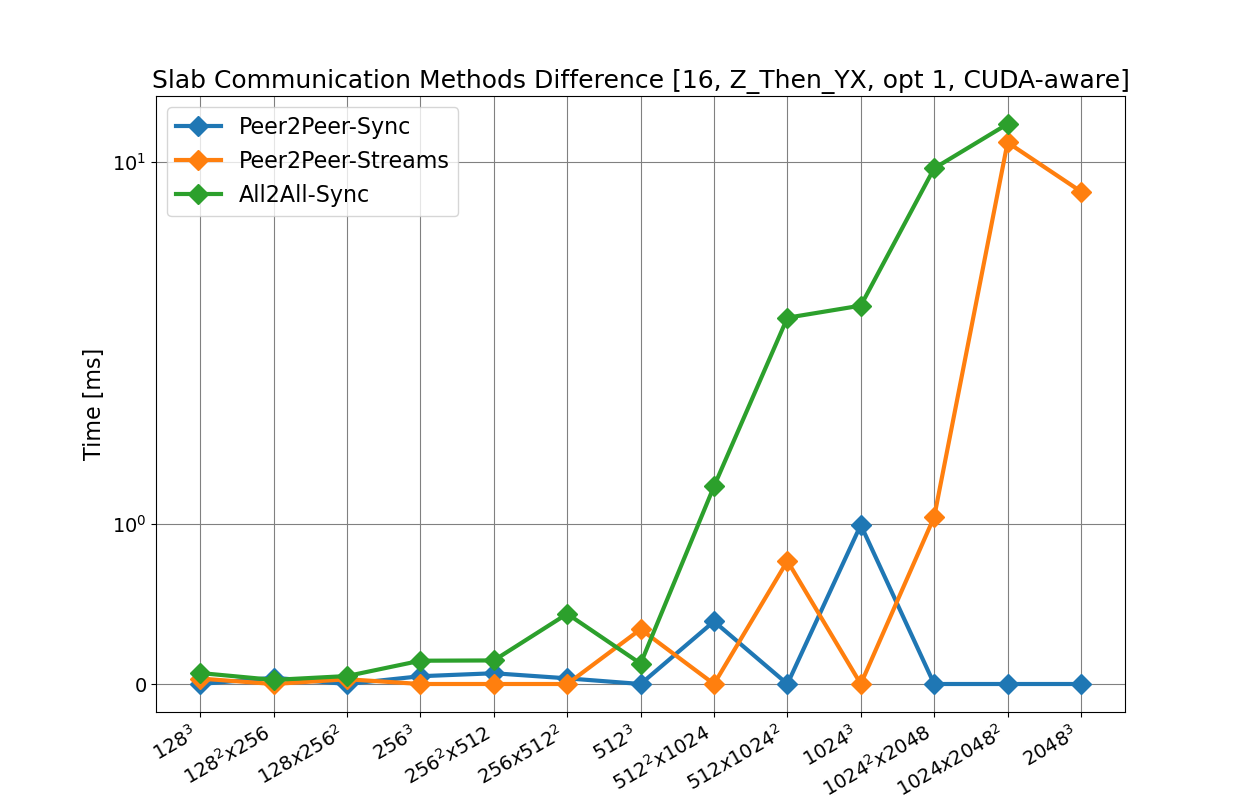 Slab Communication Methods Difference [16, Z_Then_YX, opt 1, CUDA-aware]
Peer2Peer-Sync
Peer2Peer-Streams
All2All-Sync
Time [ms]
10¹
10⁰
0
128³
128²x256
128x256²
256³
256²x512
256x512²
512³
512²x1024
512x1024²
1024³
1024²x2048
1024x2048²
2048³